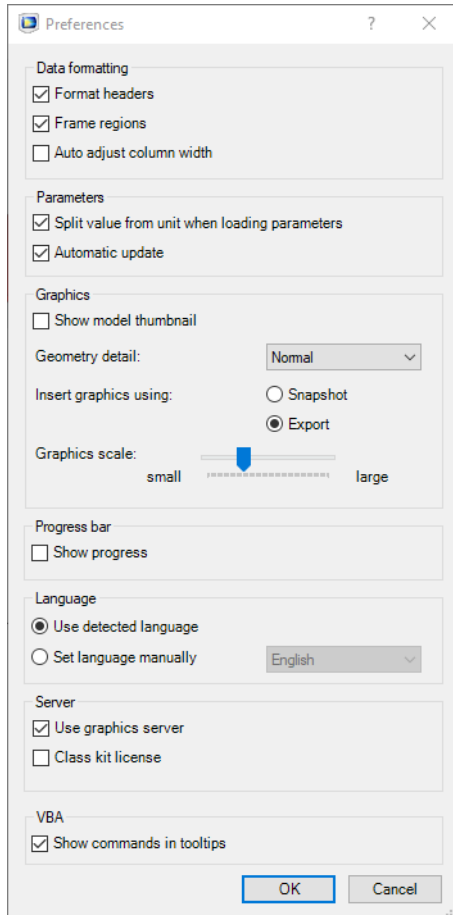 Preferences
Data formatting
Format headers
Frame regions
Auto adjust column width
Parameters
Split value from unit when loading parameters
Automatic update
Graphics
Show model thumbnail
Geometry detail: Normal
Insert graphics using: Snapshot
Export
Graphics scale:
small large
Progress bar
Show progress
Language
Use detected language
Set language manually English
Server
Use graphics server
Class kit license
VBA
Show commands in tooltips
OK Cancel